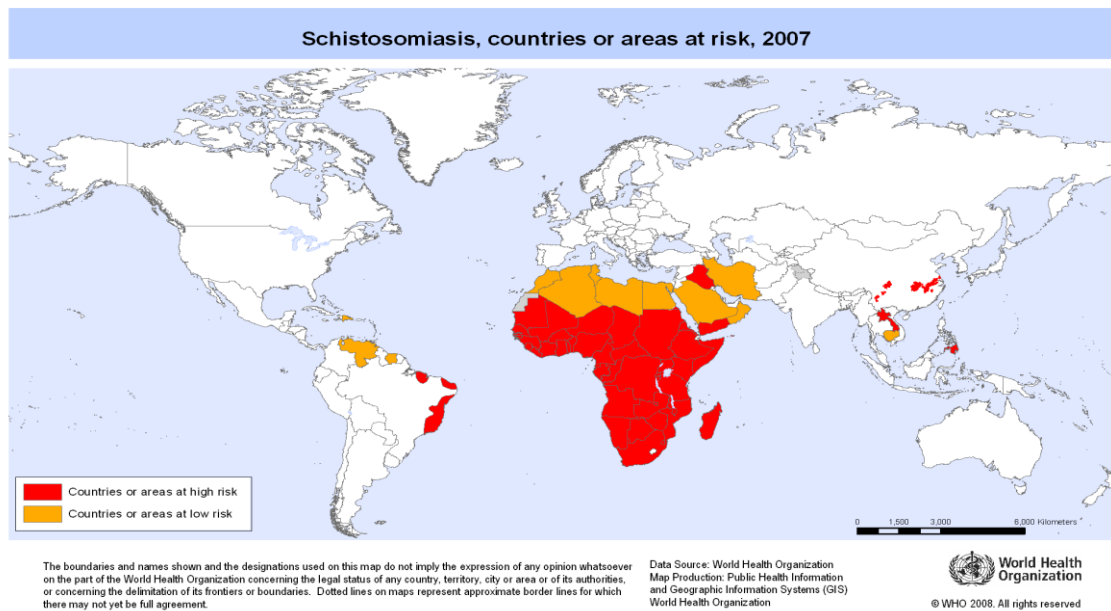 Schistosomiasis, countries or areas at risk, 2007
Countries or areas at high risk
Countries or areas at low risk
0 1,500 3,000 6,000 Kilometers
The boundaries and names shown and the designations used on this map do not imply the expression of any opinion whatsoever
on the part of the World Health Organization concerning the legal status of any country, territory, city or area or of its authorities,
or concerning the delimitation of its frontiers or boundaries. Dotted lines on maps represent approximate border lines for which
there may not yet be full agreement.
Data Source: World Health Organization
Map Production: Public Health Information
and Geographic Information Systems (GIS)
World Health Organization
World Health
Organization
© WHO 2008. All rights reserved